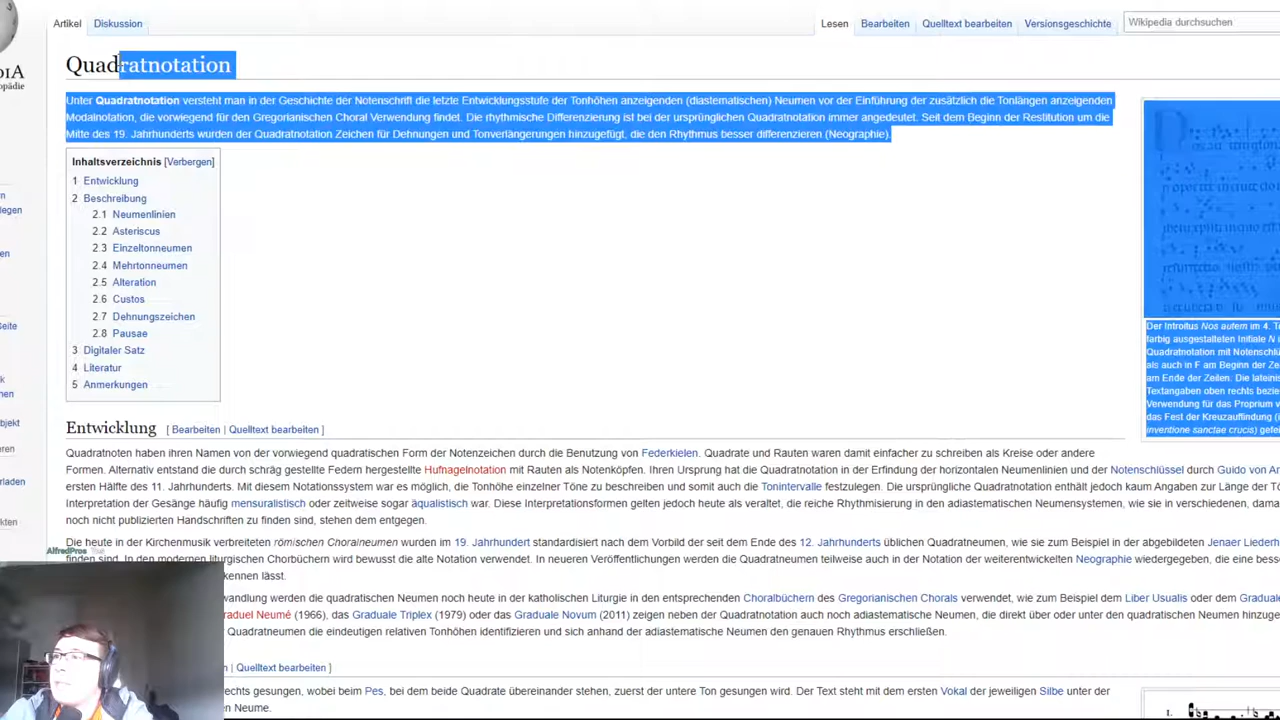 Artikel Diskussion Lesen Bearbeiten Quelltext bearbeiten Versionsgeschichte Wikipedia durchsuchen
Quadratnotation
Unter Quadratnotation versteht man in der Geschichte der Notenschrift die letzte Entwicklungsstufe der Tonhöhen anzeigenden (diastematischen) Neumen vor der Einführung der zusätzlich die Tonlängen anzeigenden
Modalnotation, die vorwiegend für den Gregorianischen Choral Verwendung findet. Die rhythmische Differenzierung ist bei der ursprünglichen Quadratnotation immer angedeutet. Seit dem Beginn der Restitution um die
Mitte des 19. Jahrhunderts wurden der Quadratnotation Zeichen für Dehnungen und Tonverlängerungen hinzugefügt, die den Rhythmus besser differenzieren (Neographie).
Inhaltsverzeichnis [Verbergen]
1 Entwicklung
2 Beschreibung
2.1 Neumenlinien
2.2 Asteriscus
2.3 Einzeltonneumen
2.4 Mehrtonneumen
2.5 Alteration
2.6 Custos
2.7 Dehnungszeichen
2.8 Pausae
3 Digitaler Satz
4 Literatur
5 Anmerkungen
Der Introitus Nos autem im 4. T
farbig ausgestalteten Initiale N
Quadratnotation mit Notenschlü
als auch in F am Beginn der Ze
am Ende der Zeilen. Die lateinis
Textangaben oben rechts bezie
Verwendung für das Proprium v
das Fest der Kreuzauffindung (
inventione sanctae crucis) gefe
Entwicklung [ Bearbeiten | Quelltext bearbeiten ]
Quadratnoten haben ihren Namen von der vorwiegend quadratischen Form der Notenzeichen durch die Benutzung von Federkielen. Quadrate und Rauten waren damit einfacher zu schreiben als Kreise oder andere
Formen. Alternativ entstand die durch schräg gestellte Federn hergestellte Hufnagelnotation mit Rauten als Notenköpfen. Ihren Ursprung hat die Quadratnotation in der Erfindung der horizontalen Neumenlinien und der Notenschlüssel durch Guido von A
ersten Hälfte des 11. Jahrhunderts. Mit diesem Notationssystem war es möglich, die Tonhöhe einzelner Töne zu beschreiben und somit auch die Tonintervalle festzulegen. Die ursprüngliche Quadratnotation enthält jedoch kaum Angaben zur Länge der T
Interpretation der Gesänge häufig mensuralistisch oder zeitweise sogar äqualistisch war. Diese Interpretationsformen gelten jedoch heute als veraltet, die reiche Rhythmisierung in den adiastematischen Neumensystemen, wie sie in verschiedenen, dama
noch nicht publizierten Handschriften zu finden sind, stehen dem entgegen.
Die heute in der Kirchenmusik verbreiteten römischen Choralneumen wurden im 19. Jahrhundert standardisiert nach dem Vorbild der seit dem Ende des 12. Jahrhunderts üblichen Quadratneumen, wie sie zum Beispiel in der abgebildeten Jenaer Liederh
finden sind. In den modernen liturgischen Chorbüchern wird bewusst die alte Notation verwendet. In neueren Veröffentlichungen werden die Quadratneumen teilweise auch in der Notation der weiterentwickelten Neographie wiedergegeben, die eine bess
kennen lässt.
wandlung werden die quadratischen Neumen noch heute in der katholischen Liturgie in den entsprechenden Choralbüchern des Gregorianischen Chorals verwendet, wie zum Beispiel dem Liber Usualis oder dem Gradua
raduel Neumé (1966), das Graduale Triplex (1979) oder das Graduale Novum (2011) zeigen neben der Quadratnotation auch noch adiastematische Neumen, die direkt über oder unter den quadratischen Neumen hinzuge
Quadratneumen die eindeutigen relativen Tonhöhen identifizieren und sich anhand der adiastematische Neumen den genauen Rhythmus erschließen.
| Quelltext bearbeiten ]
rechts gesungen, wobei beim Pes, bei dem beide Quadrate übereinander stehen, zuerst der untere Ton gesungen wird. Der Text steht mit dem ersten Vokal der jeweiligen Silbe unter der
en Neume.
AlfredPros